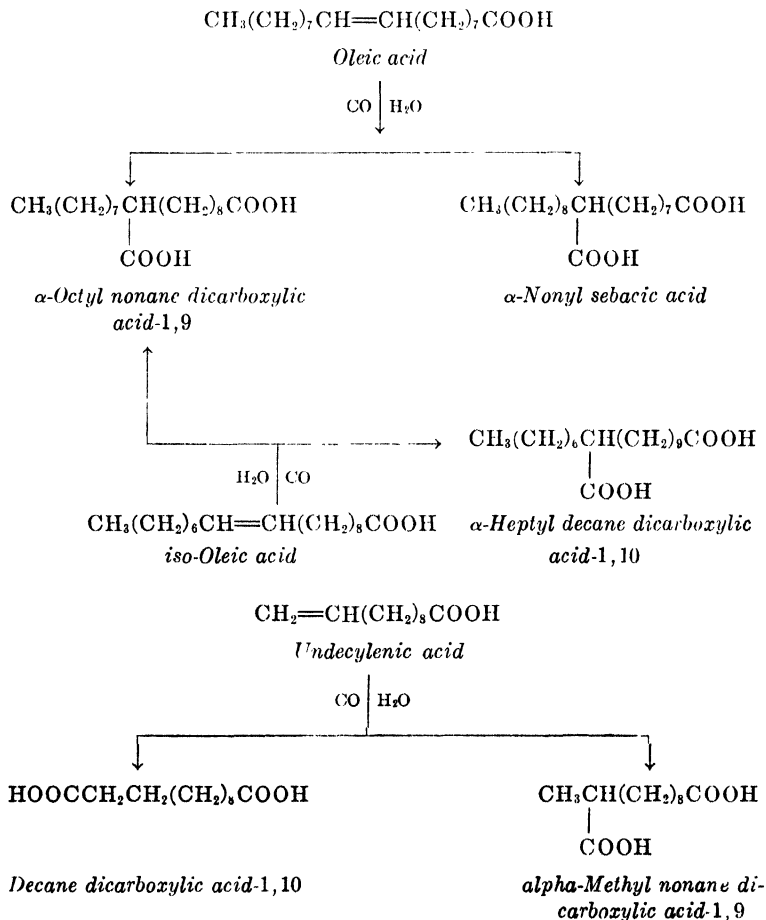 CH₃(CH₂)₇CH=CH(CH₂)₇COOH
Oleic acid
CO H₂O
CH₃(CH₂)₇CH(CH₂)₈COOH
COOH
α-Octyl nonane dicarboxylic
acid-1,9
CH₃(CH₂)₈CH(CH₂)₇COOH
COOH
α-Nonyl sebacic acid
H₂O CO
CH₃(CH₂)₆CH=CH(CH₂)₈COOH
iso-Oleic acid
CH₃(CH₂)₆CH(CH₂)₉COOH
COOH
α-Heptyl decane dicarboxylic
acid-1,10
CH₂=CH(CH₂)₈COOH
Undecylenic acid
CO H₂O
HOOCCH₂CH₂(CH₂)₈COOH
Decane dicarboxylic acid-1,10
CH₃CH(CH₂)₈COOH
COOH
alpha-Methyl nonane di-
carboxylic acid-1,9